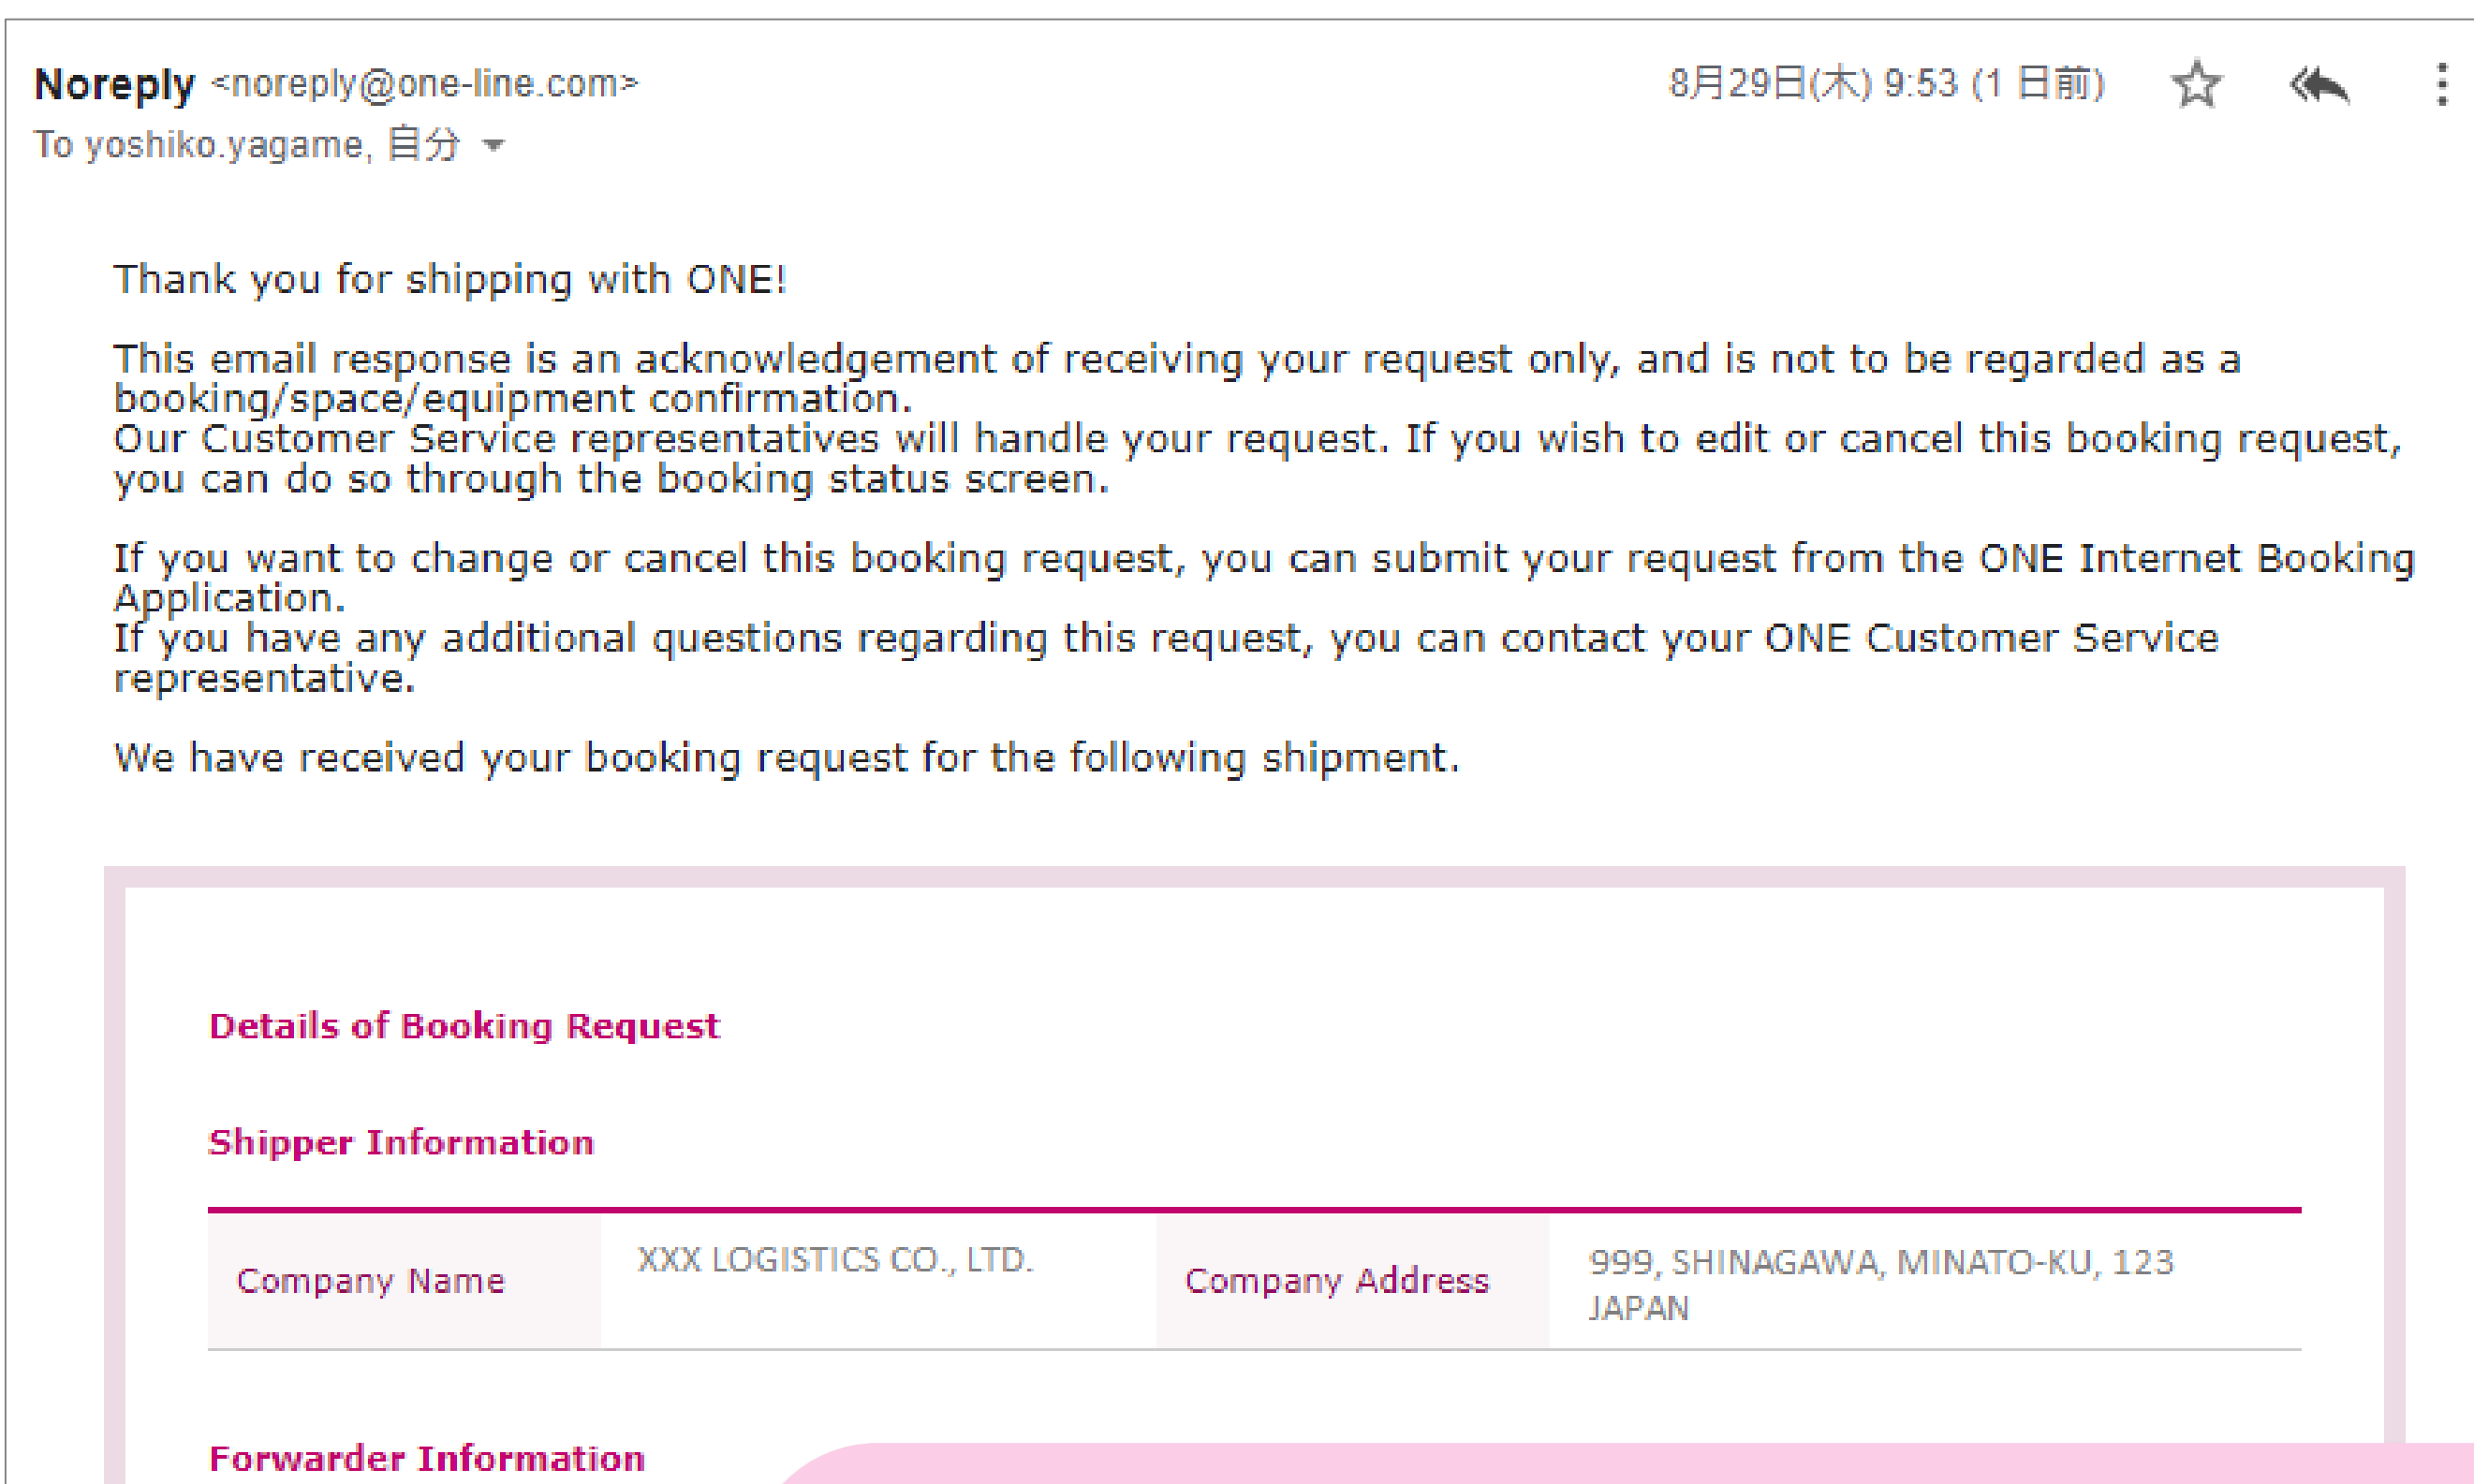 Noreply <noreply@one-line.com>
8月29日(木) 9:53 (1 日前)
To yoshiko.yagame, 自分
Thank you for shipping with ONE!
This email response is an acknowledgement of receiving your request only, and is not to be regarded as a
booking/space/equipment confirmation.
Our Customer Service representatives will handle your request. If you wish to edit or cancel this booking request,
you can do so through the booking status screen.
If you want to change or cancel this booking request, you can submit your request from the ONE Internet Booking
Application.
If you have any additional questions regarding this request, you can contact your ONE Customer Service
representative.
We have received your booking request for the following shipment.
Details of Booking Request
Shipper Information
Company Name
XXX LOGISTICS CO., LTD.
Company Address
999, SHINAGAWA, MINATO-KU, 123
JAPAN
Forwarder Information